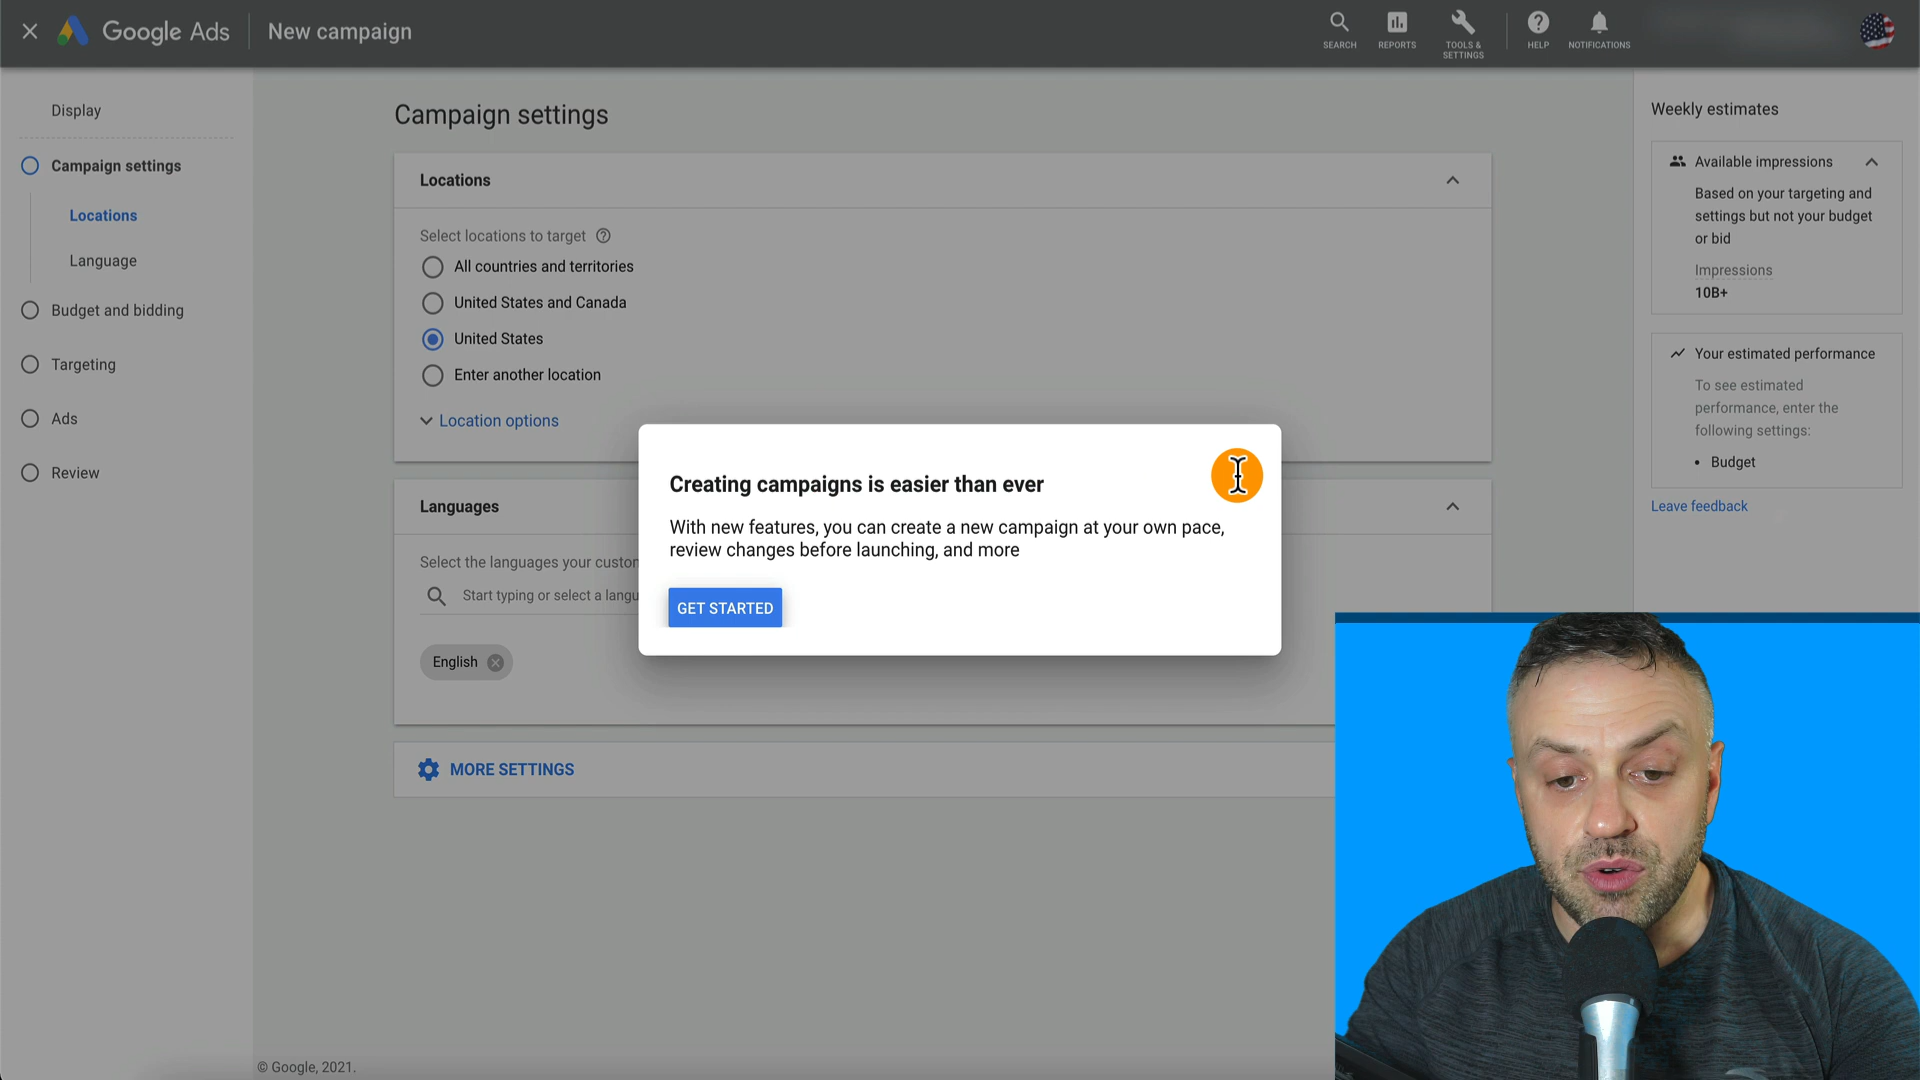 Google Ads
New campaign
SEARCH
REPORTS
TOOLS &
SETTINGS
HELP
NOTIFICATIONS
Display
Campaign settings
Locations
Language
Budget and bidding
Targeting
Ads
Review
Campaign settings
Locations
Select locations to target
All countries and territories
United States and Canada
United States
Enter another location
Location options
Languages
Select the languages your custom
Start typing or select a langu
English
MORE SETTINGS
Creating campaigns is easier than ever
With new features, you can create a new campaign at your own pace,
review changes before launching, and more
GET STARTED
Weekly estimates
Available impressions
Based on your targeting and
settings but not your budget
or bid
Impressions
10B+
Your estimated performance
To see estimated
performance, enter the
following settings:
• Budget
Leave feedback
© Google, 2021.